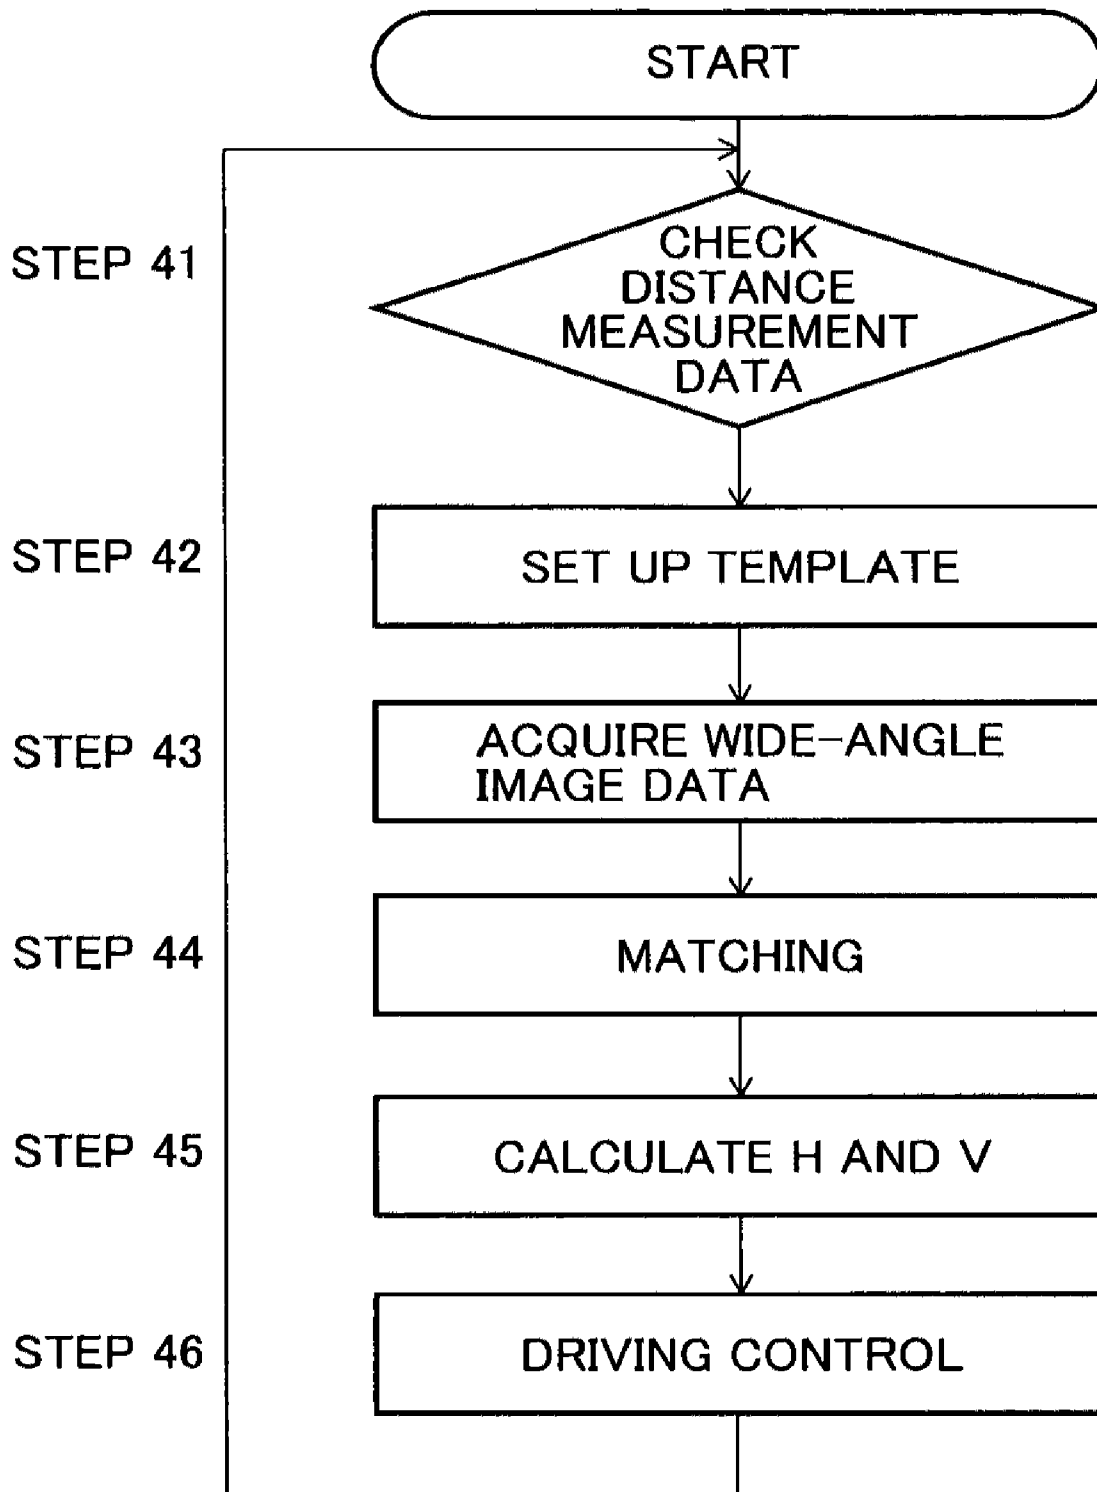 START
STEP 41
CHECK
DISTANCE
MEASUREMENT
DATA
STEP 42
SET UP TEMPLATE
STEP 43
ACQUIRE WIDE-ANGLE
IMAGE DATA
STEP 44
MATCHING
STEP 45
CALCULATE H AND V
STEP 46
DRIVING CONTROL